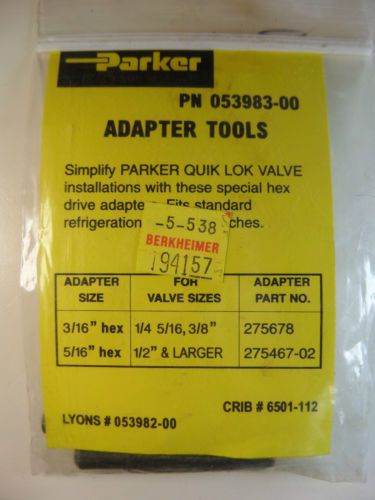 Parker
PN 053983-00
ADAPTER TOOLS
Simplify PARKER QUIK LOK VALVE
installations with these special hex
drive adapte Fits standard
refrigeration ches.
-5-538
BERKHEIMER
194157
ADAPTER SIZE FOR VALVE SIZES ADAPTER PART NO.
3/16" hex 1/4 5/16, 3/8" 275678
5/16" hex 1/2" & LARGER 275467-02
CRIB # 6501-112
LYONS # 053982-00